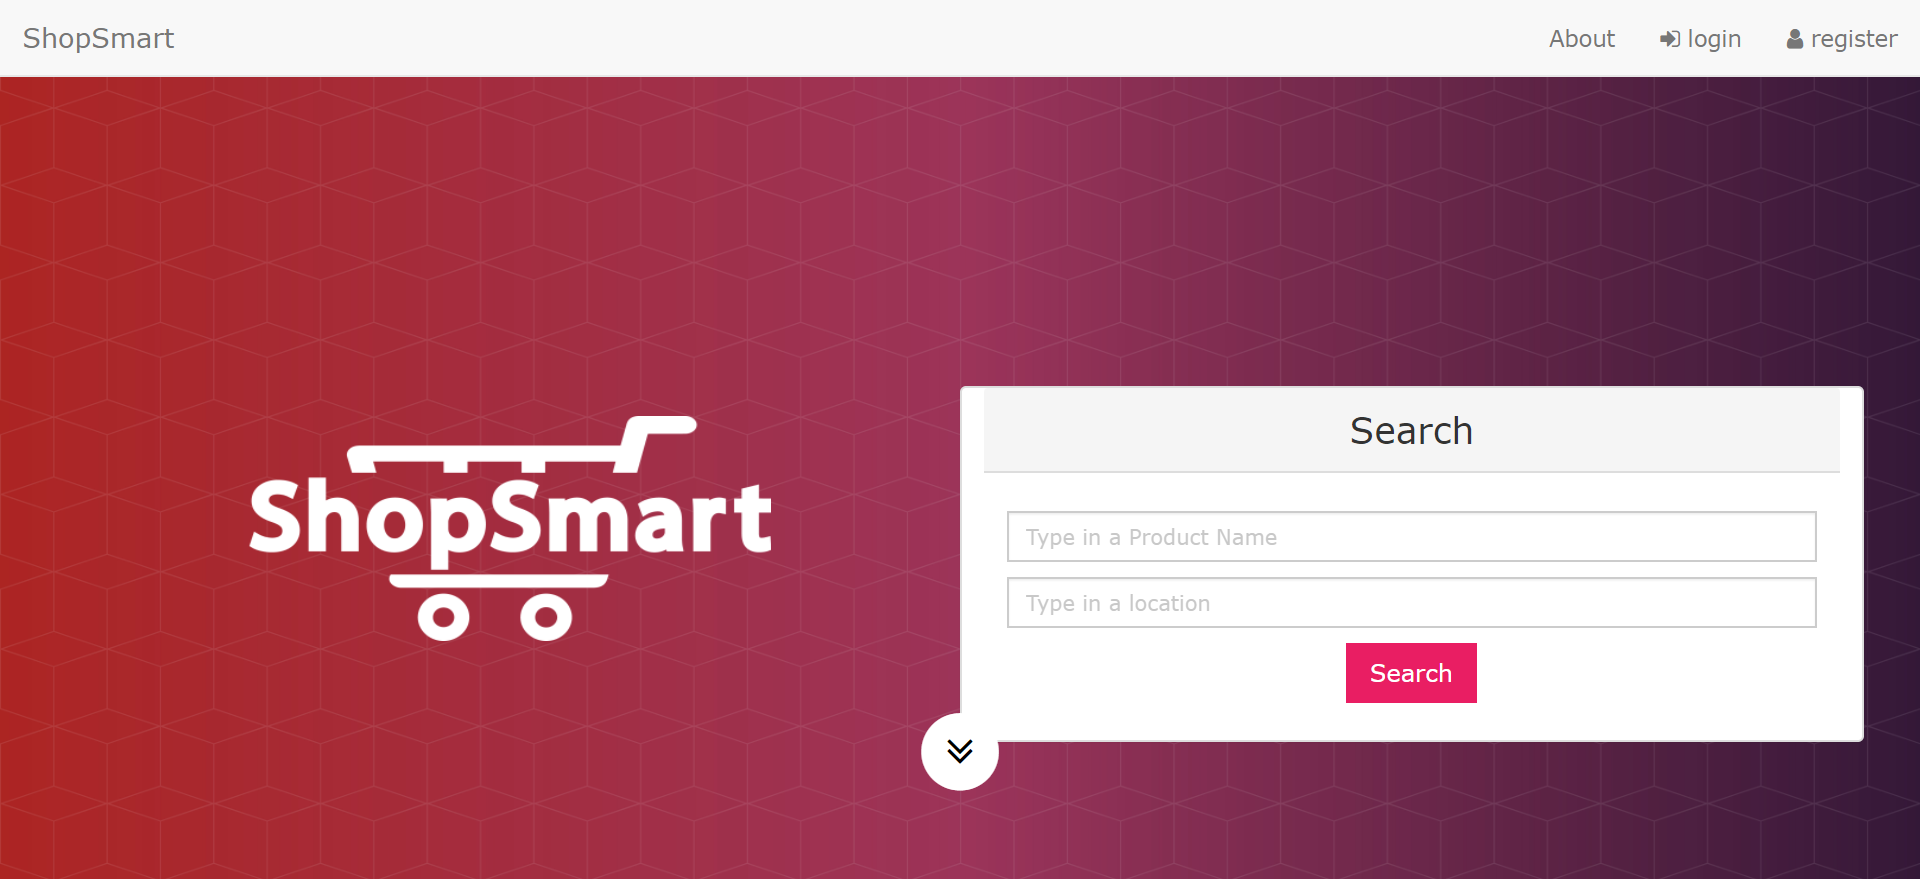 ShopSmart
About
login
register
ShopSmart
Search
Type in a Product Name
Type in a location
Search